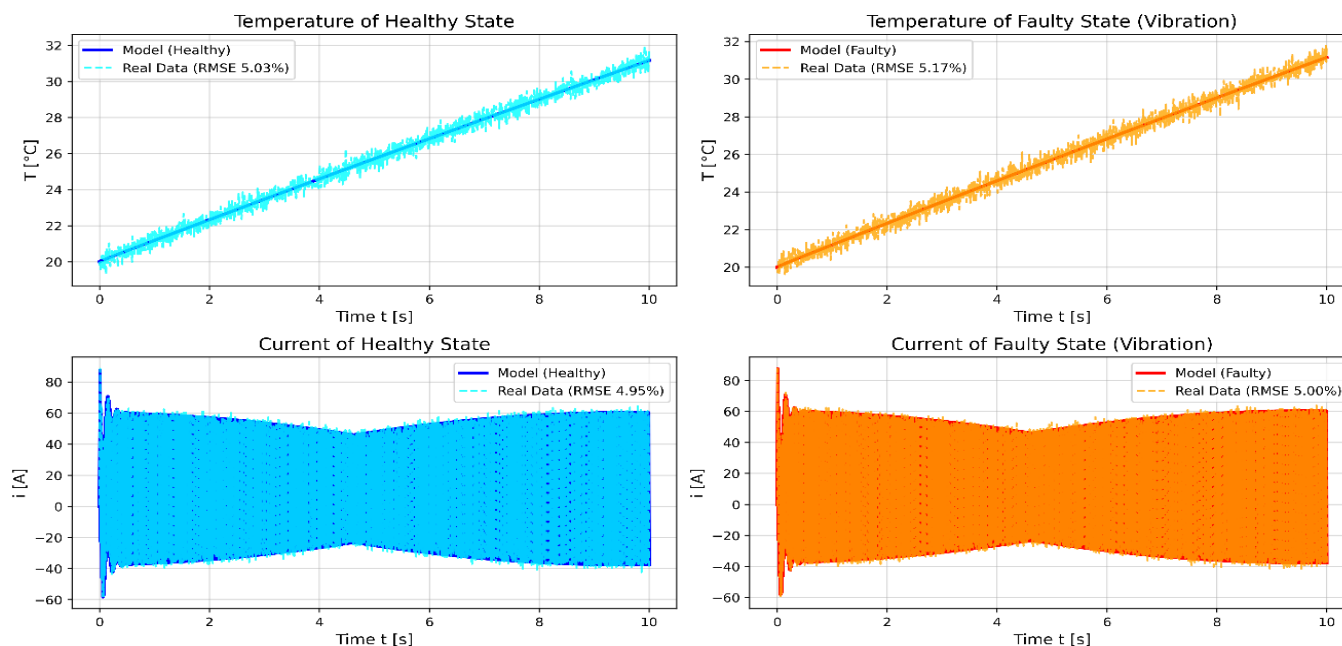 Temperature of Healthy State
Model (Healthy)
Real Data (RMSE 5.03%)
T [°C]
32
30
28
26
24
22
20
0 2 4 6 8 10
Time t [s]
Temperature of Faulty State (Vibration)
Model (Faulty)
Real Data (RMSE 5.17%)
T [°C]
32
30
28
26
24
22
20
0 2 4 6 8 10
Time t [s]
Current of Healthy State
Model (Healthy)
Real Data (RMSE 4.95%)
i [A]
80
60
40
20
0
−20
−40
−60
0 2 4 6 8 10
Time t [s]
Current of Faulty State (Vibration)
Model (Faulty)
Real Data (RMSE 5.00%)
i [A]
80
60
40
20
0
−20
−40
−60
0 2 4 6 8 10
Time t [s]